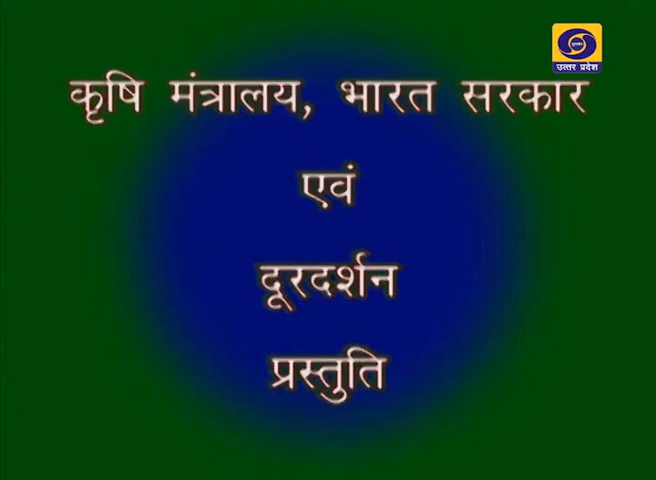 उत्तर प्रदेश
कृषि मंत्रालय, भारत सरकार
एवं
दूरदर्शन
प्रस्तुति